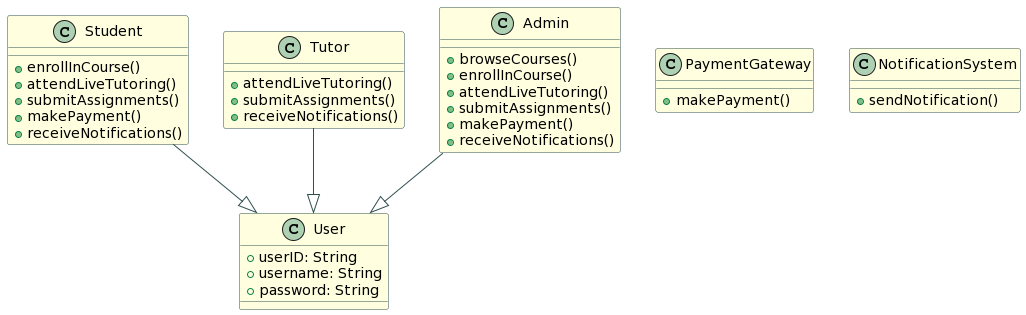 C Student
enrollInCourse()
attendLiveTutoring()
submitAssignments()
makePayment()
receiveNotifications()
C Tutor
attendLiveTutoring()
submitAssignments()
receiveNotifications()
C Admin
browseCourses()
enrollInCourse()
attendLiveTutoring()
submitAssignments()
makePayment()
receiveNotifications()
C PaymentGateway
makePayment()
C NotificationSystem
sendNotification()
C User
userID: String
username: String
password: String